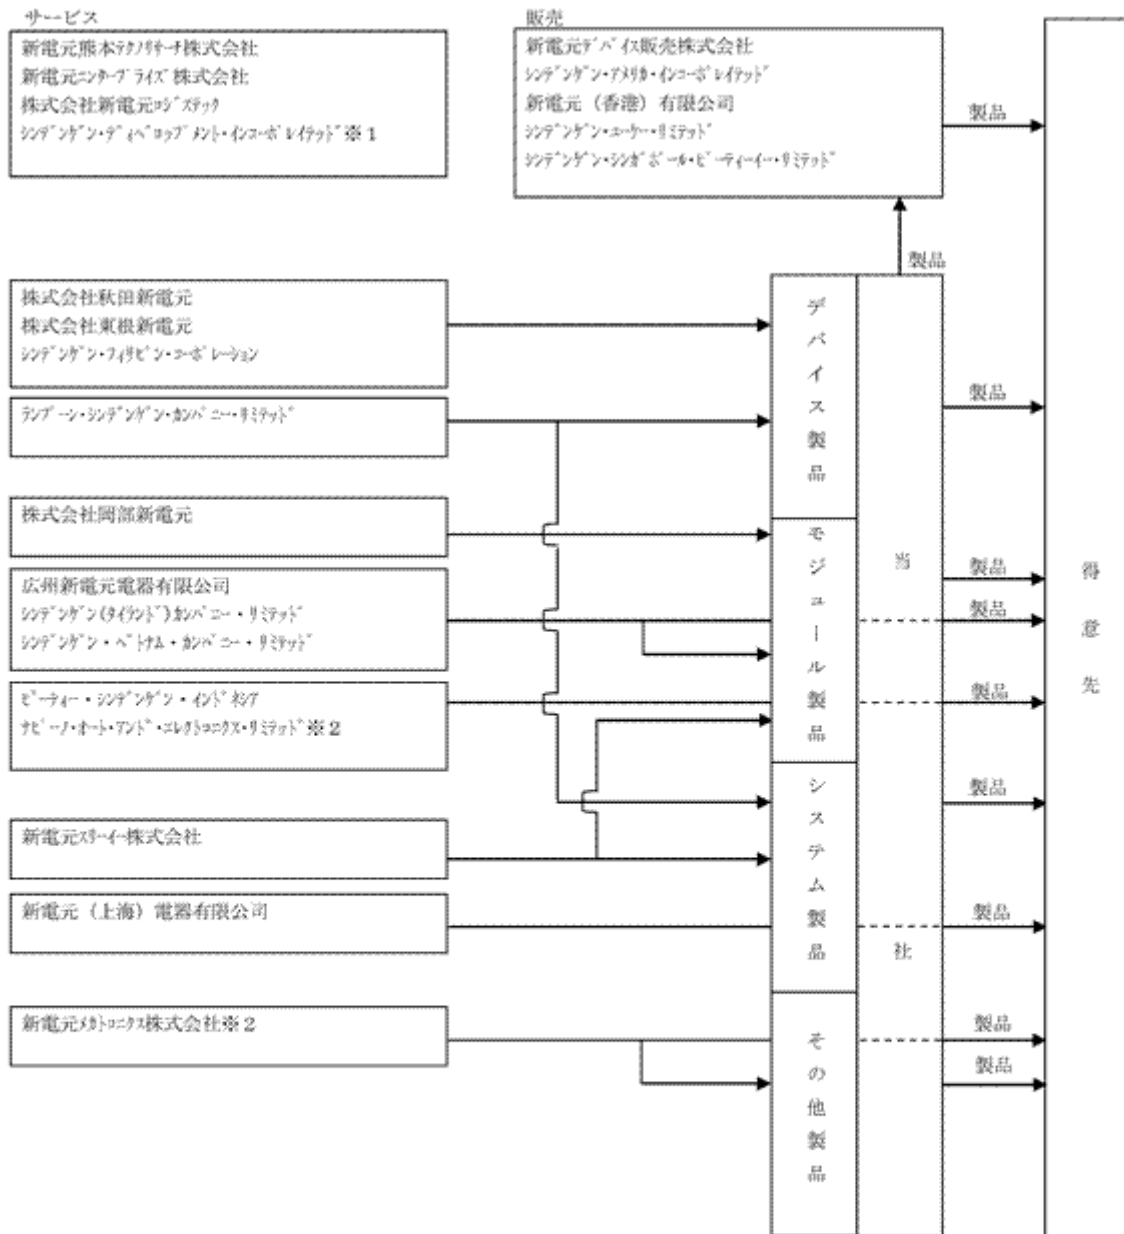 サービス
新電元熊本ﾃｸﾉﾘｻｰﾁ株式会社
新電元ｴﾝﾀｰﾌﾟﾗｲｽﾞ株式会社
株式会社新電元ﾛｼﾞｽﾃｯｸ
ｼﾝﾃﾞﾝｹﾞﾝ・ﾃﾞｨﾍﾞﾛｯﾌﾟﾒﾝﾄ・ｲﾝｺｰﾎﾟﾚｲﾃｯﾄﾞ※1
販売
新電元ﾃﾞﾊﾞｲｽ販売株式会社
ｼﾝﾃﾞﾝｹﾞﾝ・ｱﾒﾘｶ・ｲﾝｺｰﾎﾟﾚｲﾃｯﾄﾞ
新電元（香港）有限公司
ｼﾝﾃﾞﾝｹﾞﾝ・ﾕｰｹｰ・ﾘﾐﾃｯﾄﾞ
ｼﾝﾃﾞﾝｹﾞﾝ・ｼﾝｶﾞﾎﾟｰﾙ・ﾋﾟｰﾃｨｰｲｰ・ﾘﾐﾃｯﾄﾞ
製品
製品
株式会社秋田新電元
株式会社東根新電元
ｼﾝﾃﾞﾝｹﾞﾝ・ﾌｨﾘﾋﾟﾝ・ｺｰﾎﾟﾚｰｼｮﾝ
ﾗﾝﾌﾟｰﾝ・ｼﾝﾃﾞﾝｹﾞﾝ・ｶﾝﾊﾟﾆｰ・ﾘﾐﾃｯﾄﾞ
デバイス製品
製品
株式会社岡部新電元
広州新電元電器有限公司
ｼﾝﾃﾞﾝｹﾞﾝ(ﾀｲﾗﾝﾄﾞ)ｶﾝﾊﾟﾆｰ・ﾘﾐﾃｯﾄﾞ
ｼﾝﾃﾞﾝｹﾞﾝ・ﾍﾞﾄﾅﾑ・ｶﾝﾊﾟﾆｰ・ﾘﾐﾃｯﾄﾞ
ﾋﾟｰﾃｨｰ・ｼﾝﾃﾞﾝｹﾞﾝ・ｲﾝﾄﾞﾈｼｱ
ﾅﾋﾟｰﾉ・ｵｰﾄ・ｱﾝﾄﾞ・ｴﾚｸﾄﾛﾆｸｽ・ﾘﾐﾃｯﾄﾞ※2
モジュール製品
製品
製品
製品
新電元ｽﾘｰｲｰ株式会社
新電元（上海）電器有限公司
システム製品
製品
製品
新電元ﾒｶﾄﾛﾆｸｽ株式会社※2
その他製品
製品
製品
当社
得意先